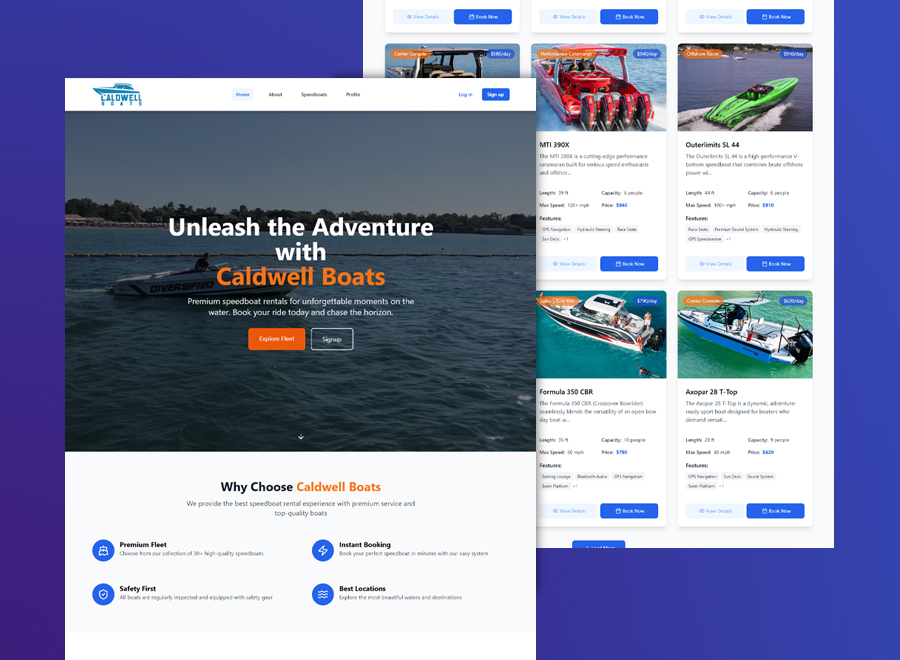 View Details
Book Now
View Details
Book Now
View Details
Book Now
Center Console
$880/day
Performance Catamaran
$940/day
Offshore Racer
$910/day
CALDWELL
BOATS
Home
About
Speedboats
Profile
Log in
Sign up
DIVERSIFIED
Unleash the Adventure
with
Caldwell Boats
Premium speedboat rentals for unforgettable moments on the
water. Book your ride today and chase the horizon.
Explore Fleet
Signup
Why Choose Caldwell Boats
We provide the best speedboat rental experience with premium service and
top-quality boats
Premium Fleet
Choose from our collection of 30+ high-quality speedboats
Instant Booking
Book your perfect speedboat in minutes with our easy system
Safety First
All boats are regularly inspected and equipped with safety gear
Best Locations
Explore the most beautiful waters and destinations
MTI 390X
The MTI 390X is a cutting-edge performance
catamaran built for serious speed enthusiasts
and offshor...
Length: 39 ft
Capacity: 6 people
Max Speed: 120+ mph
Price: $940
Features:
GPS Navigation
Hydraulic Steering
Race Seats
Sun Deck
+1
View Details
Book Now
Outerlimits SL 44
The Outerlimits SL 44 is a high-performance V-
bottom speedboat that combines brute offshore
power wi...
Length: 44 ft
Capacity: 6 people
Max Speed: 100+ mph
Price: $910
Features:
Race Seats
Premium Sound System
Hydraulic Steering
GPS Speedometer
+1
View Details
Book Now
Luxury Bowrider
$790/day
Center Console
$620/day
Formula 350 CBR
The Formula 350 CBR (Crossover Bowrider)
seamlessly blends the versatility of an open bow
day boat w...
Length: 35 ft
Capacity: 10 people
Max Speed: 60 mph
Price: $790
Features:
Seating Lounge
Bluetooth Audio
GPS Navigation
Swim Platform
+1
View Details
Book Now
Axopar 28 T-Top
The Axopar 28 T-Top is a dynamic, adventure-
ready sport boat designed for boaters who
demand versati...
Length: 28 ft
Capacity: 9 people
Max Speed: 48 mph
Price: $620
Features:
GPS Navigation
Sun Deck
Sound System
Swim Platform
+1
View Details
Book Now